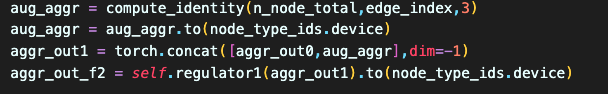 aug_aggr = compute_identity(n_node_total,edge_index,3)
aug_aggr = aug_aggr.to(node_type_ids.device)
aggr_out1 = torch.concat([aggr_out0,aug_aggr],dim=-1)
aggr_out_f2 = self.regulator1(aggr_out1).to(node_type_ids.device)